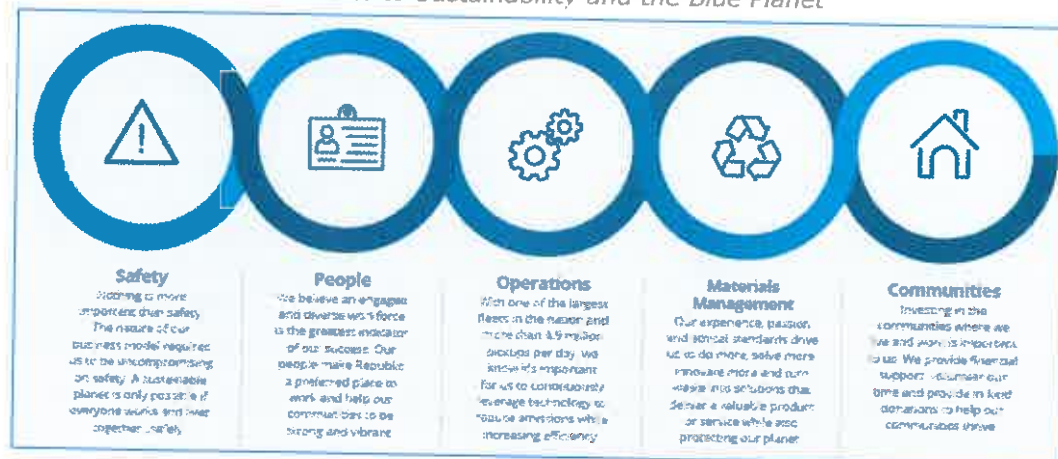 Sustainability and the Blue Planet
Safety
Nothing is more
important than safety
The nature of our
business model requires
us to be uncompromising
on safety. A sustainable
planet is only possible if
everyone works and lives
together safely
People
We believe an engaged
and diverse workforce
is the greatest indicator
of our success. Our
people make Republic
a preferred place to
work and help our
communities to be
strong and vibrant
Operations
With one of the largest
fleets in the nation and
more than 4.9 million
pickups per day, we
know it's important
for us to continuously
leverage technology to
reduce emissions while
increasing efficiency
Materials
Management
Our experience, passion
and ethical standards drive
us to do more, solve more
innovate more and turn
waste into solutions that
deliver a valuable product
or service while also
protecting our planet
Communities
Investing in the
communities where we
live and work is important
to us. We provide financial
support, volunteer our
time and provide in kind
donations to help our
communities thrive